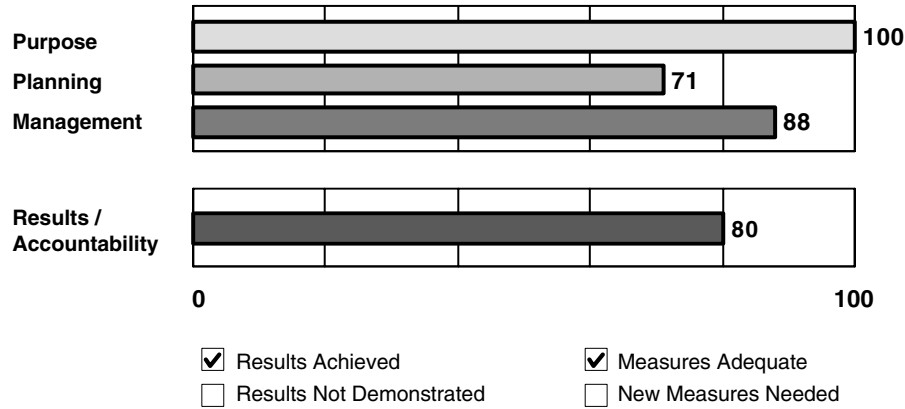 Purpose 100
Planning 71
Management 88
Results /
Accountability 80
0 100
Results Achieved Measures Adequate
Results Not Demonstrated New Measures Needed